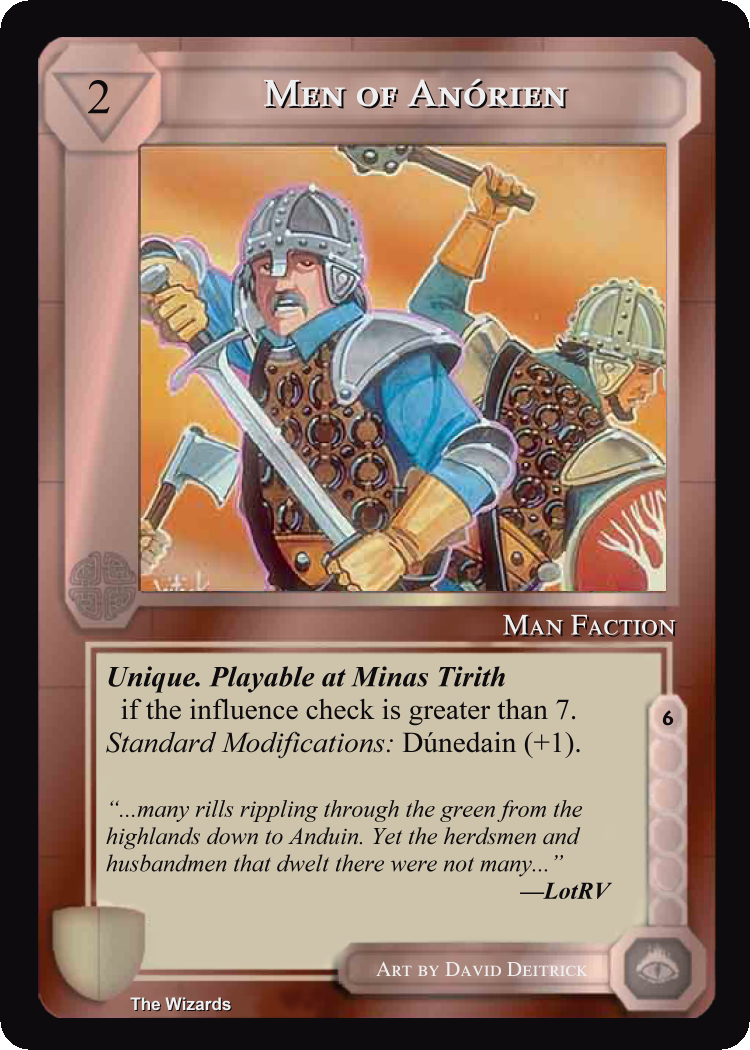 2
Men of Anórien
Man Faction
Unique. Playable at Minas Tirith
if the influence check is greater than 7.
Standard Modifications: Dúnedain (+1).
6
“...many rills rippling through the green from the
highlands down to Anduin. Yet the herdsmen and
husbandmen that dwelt there were not many...”
—LotRV
Art by David Deitrick
The Wizards